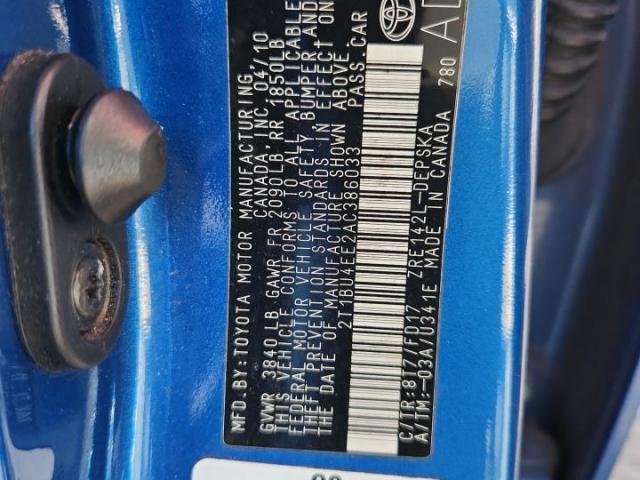 MFD.BY:TOYOTA MOTOR MANUFACTURING
CANADA, INC. 04/10
GVWR 3840 LB GAWR FR 2090LB, RR 1850LB
THIS VEHICLE CONFORMS TO ALL APPLICABLE
FEDERAL MOTOR VEHICLE SAFETY, BUMPER AND
THEFT PREVENTION STANDARDS IN EFFECT ON
THE DATE OF MANUFACTURE SHOWN ABOVE.
2T1BU4EE2AC386033 PASS. CAR
C/TR:8T7/FD17 ZRE142L-DEPSKA
A/TM:-03A/U341E MADE IN CANADA 780